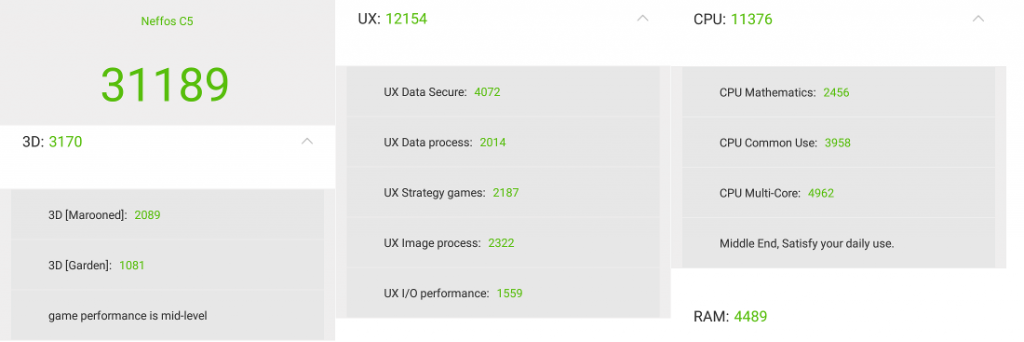 Neffos C5
31189
3D: 3170
3D [Marooned]: 2089
3D [Garden]: 1081
game performance is mid-level
UX: 12154
UX Data Secure: 4072
UX Data process: 2014
UX Strategy games: 2187
UX Image process: 2322
UX I/O performance: 1559
CPU: 11376
CPU Mathematics: 2456
CPU Common Use: 3958
CPU Multi-Core: 4962
Middle End, Satisfy your daily use.
RAM: 4489